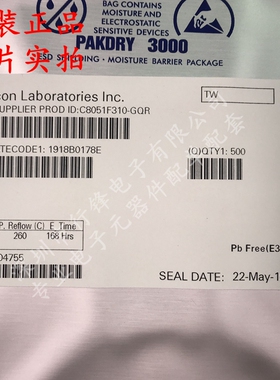 装正品
片实拍
BAG CONTAINS
MOISTURE AND
ELECTROSTATIC
SENSITIVE DEVICES
PAKDRY 3000
ESD SHIELDING - MOISTURE BARRIER PACKAGE
con Laboratories Inc.
TW
UPPLIER PROD ID:C8051F310-GQR
TECODE1: 1918B0178E
(Q)QTY1: 500
P. Reflow (C) E_Time
260 168 Hrs
Pb Free(E3
04755
SEAL DATE: 22-May-1